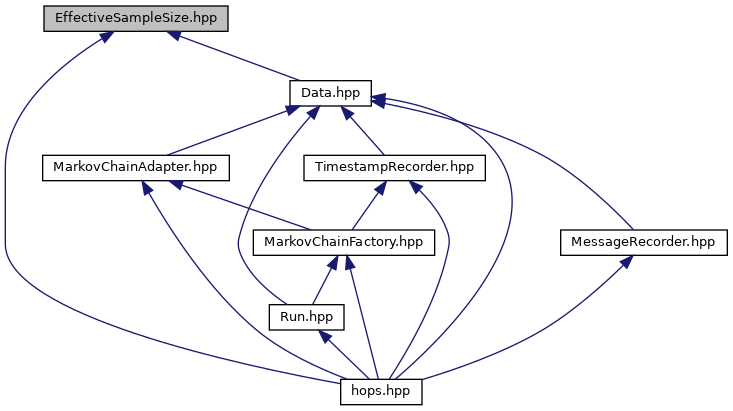 EffectiveSampleSize.hpp
Data.hpp
MarkovChainAdapter.hpp
TimestampRecorder.hpp
MarkovChainFactory.hpp
MessageRecorder.hpp
Run.hpp
hops.hpp